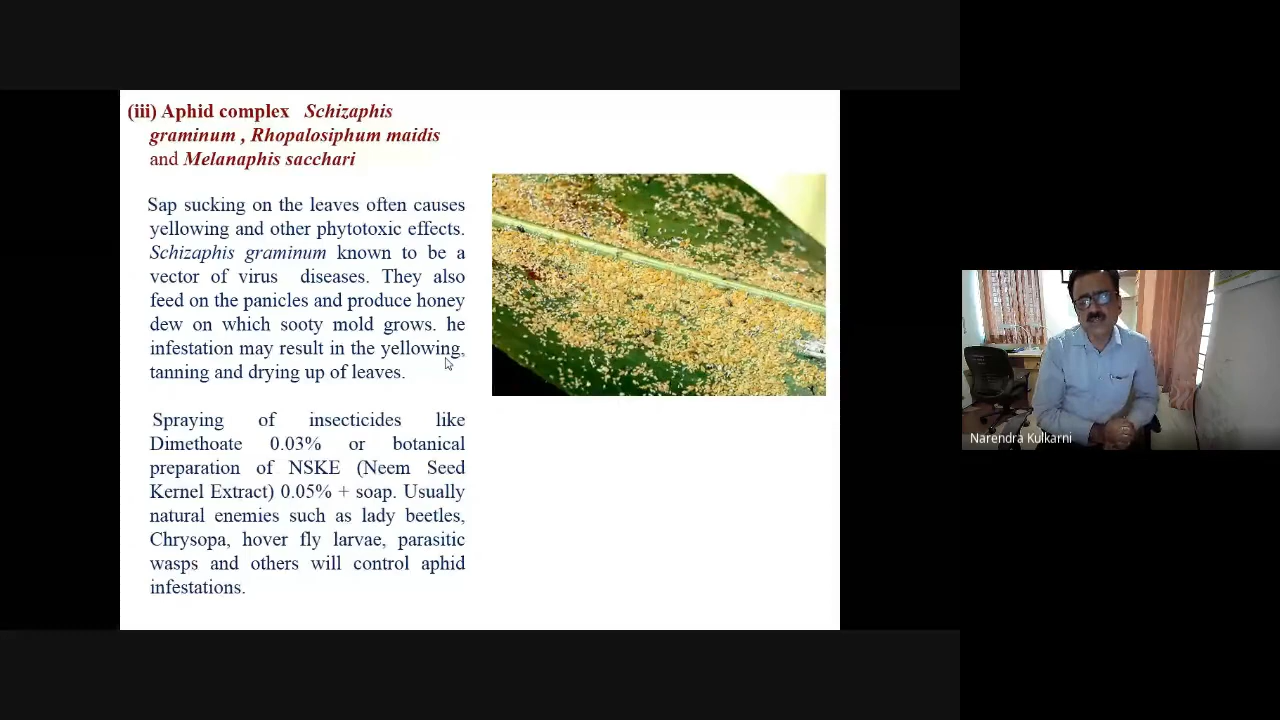 (iii) Aphid complex Schizaphis
graminum , Rhopalosiphum maidis
and Melanaphis sacchari
Sap sucking on the leaves often causes
yellowing and other phytotoxic effects.
Schizaphis graminum known to be a
vector of virus diseases. They also
feed on the panicles and produce honey
dew on which sooty mold grows. he
infestation may result in the yellowing,
tanning and drying up of leaves.
Spraying of insecticides like
Dimethoate 0.03% or botanical
preparation of NSKE (Neem Seed
Kernel Extract) 0.05% + soap. Usually
natural enemies such as lady beetles,
Chrysopa, hover fly larvae, parasitic
wasps and others will control aphid
infestations.
Narendra Kulkarni